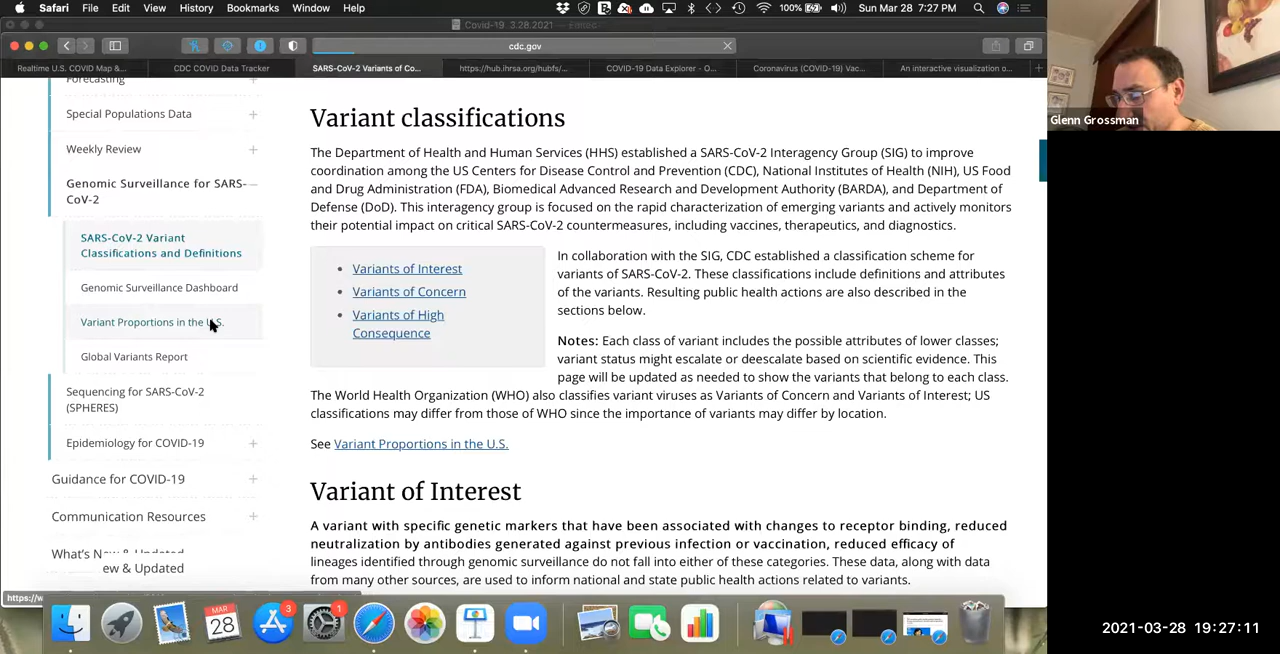 Safari File Edit View History Bookmarks Window Help 100% Sun Mar 28 7:27 PM
Covid-19 3.28.2021
cdc.gov
Realtime U.S. COVID Map &... CDC COVID Data Tracker SARS-CoV-2 Variants of Co... https://hub.ihrsa.org/hubfs/... COVID-19 Data Explorer - O... Coronavirus (COVID-19) Vac... An interactive visualization o...
Glenn Grossman
Forecasting
Special Populations Data
Weekly Review
Genomic Surveillance for SARS-
CoV-2
SARS-CoV-2 Variant
Classifications and Definitions
Genomic Surveillance Dashboard
Variant Proportions in the U.S.
Global Variants Report
Sequencing for SARS-CoV-2
(SPHERES)
Epidemiology for COVID-19
Guidance for COVID-19
Communication Resources
What's New & Updated
ew & Updated
https://w
Variant classifications
The Department of Health and Human Services (HHS) established a SARS-CoV-2 Interagency Group (SIG) to improve
coordination among the US Centers for Disease Control and Prevention (CDC), National Institutes of Health (NIH), US Food
and Drug Administration (FDA), Biomedical Advanced Research and Development Authority (BARDA), and Department of
Defense (DoD). This interagency group is focused on the rapid characterization of emerging variants and actively monitors
their potential impact on critical SARS-CoV-2 countermeasures, including vaccines, therapeutics, and diagnostics.
• Variants of Interest
• Variants of Concern
• Variants of High
Consequence
In collaboration with the SIG, CDC established a classification scheme for
variants of SARS-CoV-2. These classifications include definitions and attributes
of the variants. Resulting public health actions are also described in the
sections below.
Notes: Each class of variant includes the possible attributes of lower classes;
variant status might escalate or deescalate based on scientific evidence. This
page will be updated as needed to show the variants that belong to each class.
The World Health Organization (WHO) also classifies variant viruses as Variants of Concern and Variants of Interest; US
classifications may differ from those of WHO since the importance of variants may differ by location.
See Variant Proportions in the U.S.
Variant of Interest
A variant with specific genetic markers that have been associated with changes to receptor binding, reduced
neutralization by antibodies generated against previous infection or vaccination, reduced efficacy of
lineages identified through genomic surveillance do not fall into either of these categories. These data, along with data
from many other sources, are used to inform national and state public health actions related to variants.
MAR
28
3
1
2021-03-28 19:27:11